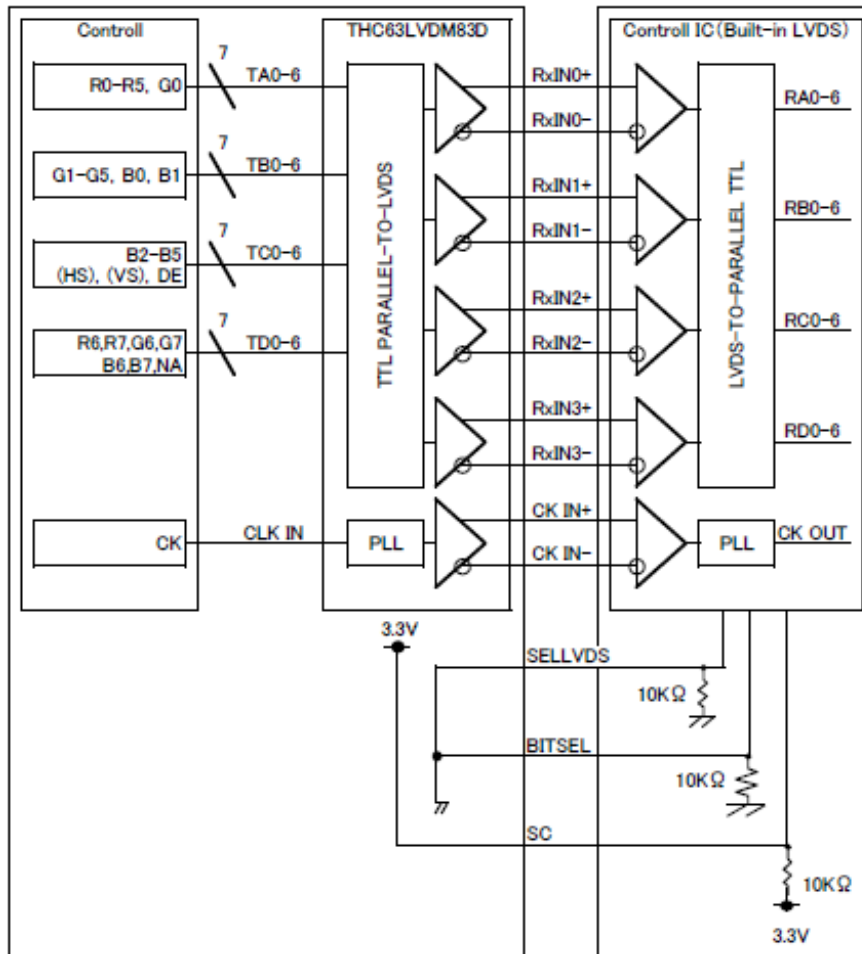 Controll
THC63LVDM83D
Controll IC(Built-in LVDS)
R0-R5, G0
7
TA0-6
RxIN0+
RxIN0-
RA0-6
G1-G5, B0, B1
7
TB0-6
RxIN1+
RxIN1-
RB0-6
B2-B5
(HS), (VS), DE
7
TC0-6
RxIN2+
RxIN2-
RC0-6
R6,R7,G6,G7
B6,B7,NA
7
TD0-6
RxIN3+
RxIN3-
RD0-6
TTL PARALLEL-TO-LVDS
LVDS-TO-PARALLEL TTL
CK
CLK IN
PLL
CK IN+
CK IN-
PLL
CK OUT
3.3V
SELLVDS
10KΩ
BITSEL
10KΩ
SC
10KΩ
3.3V